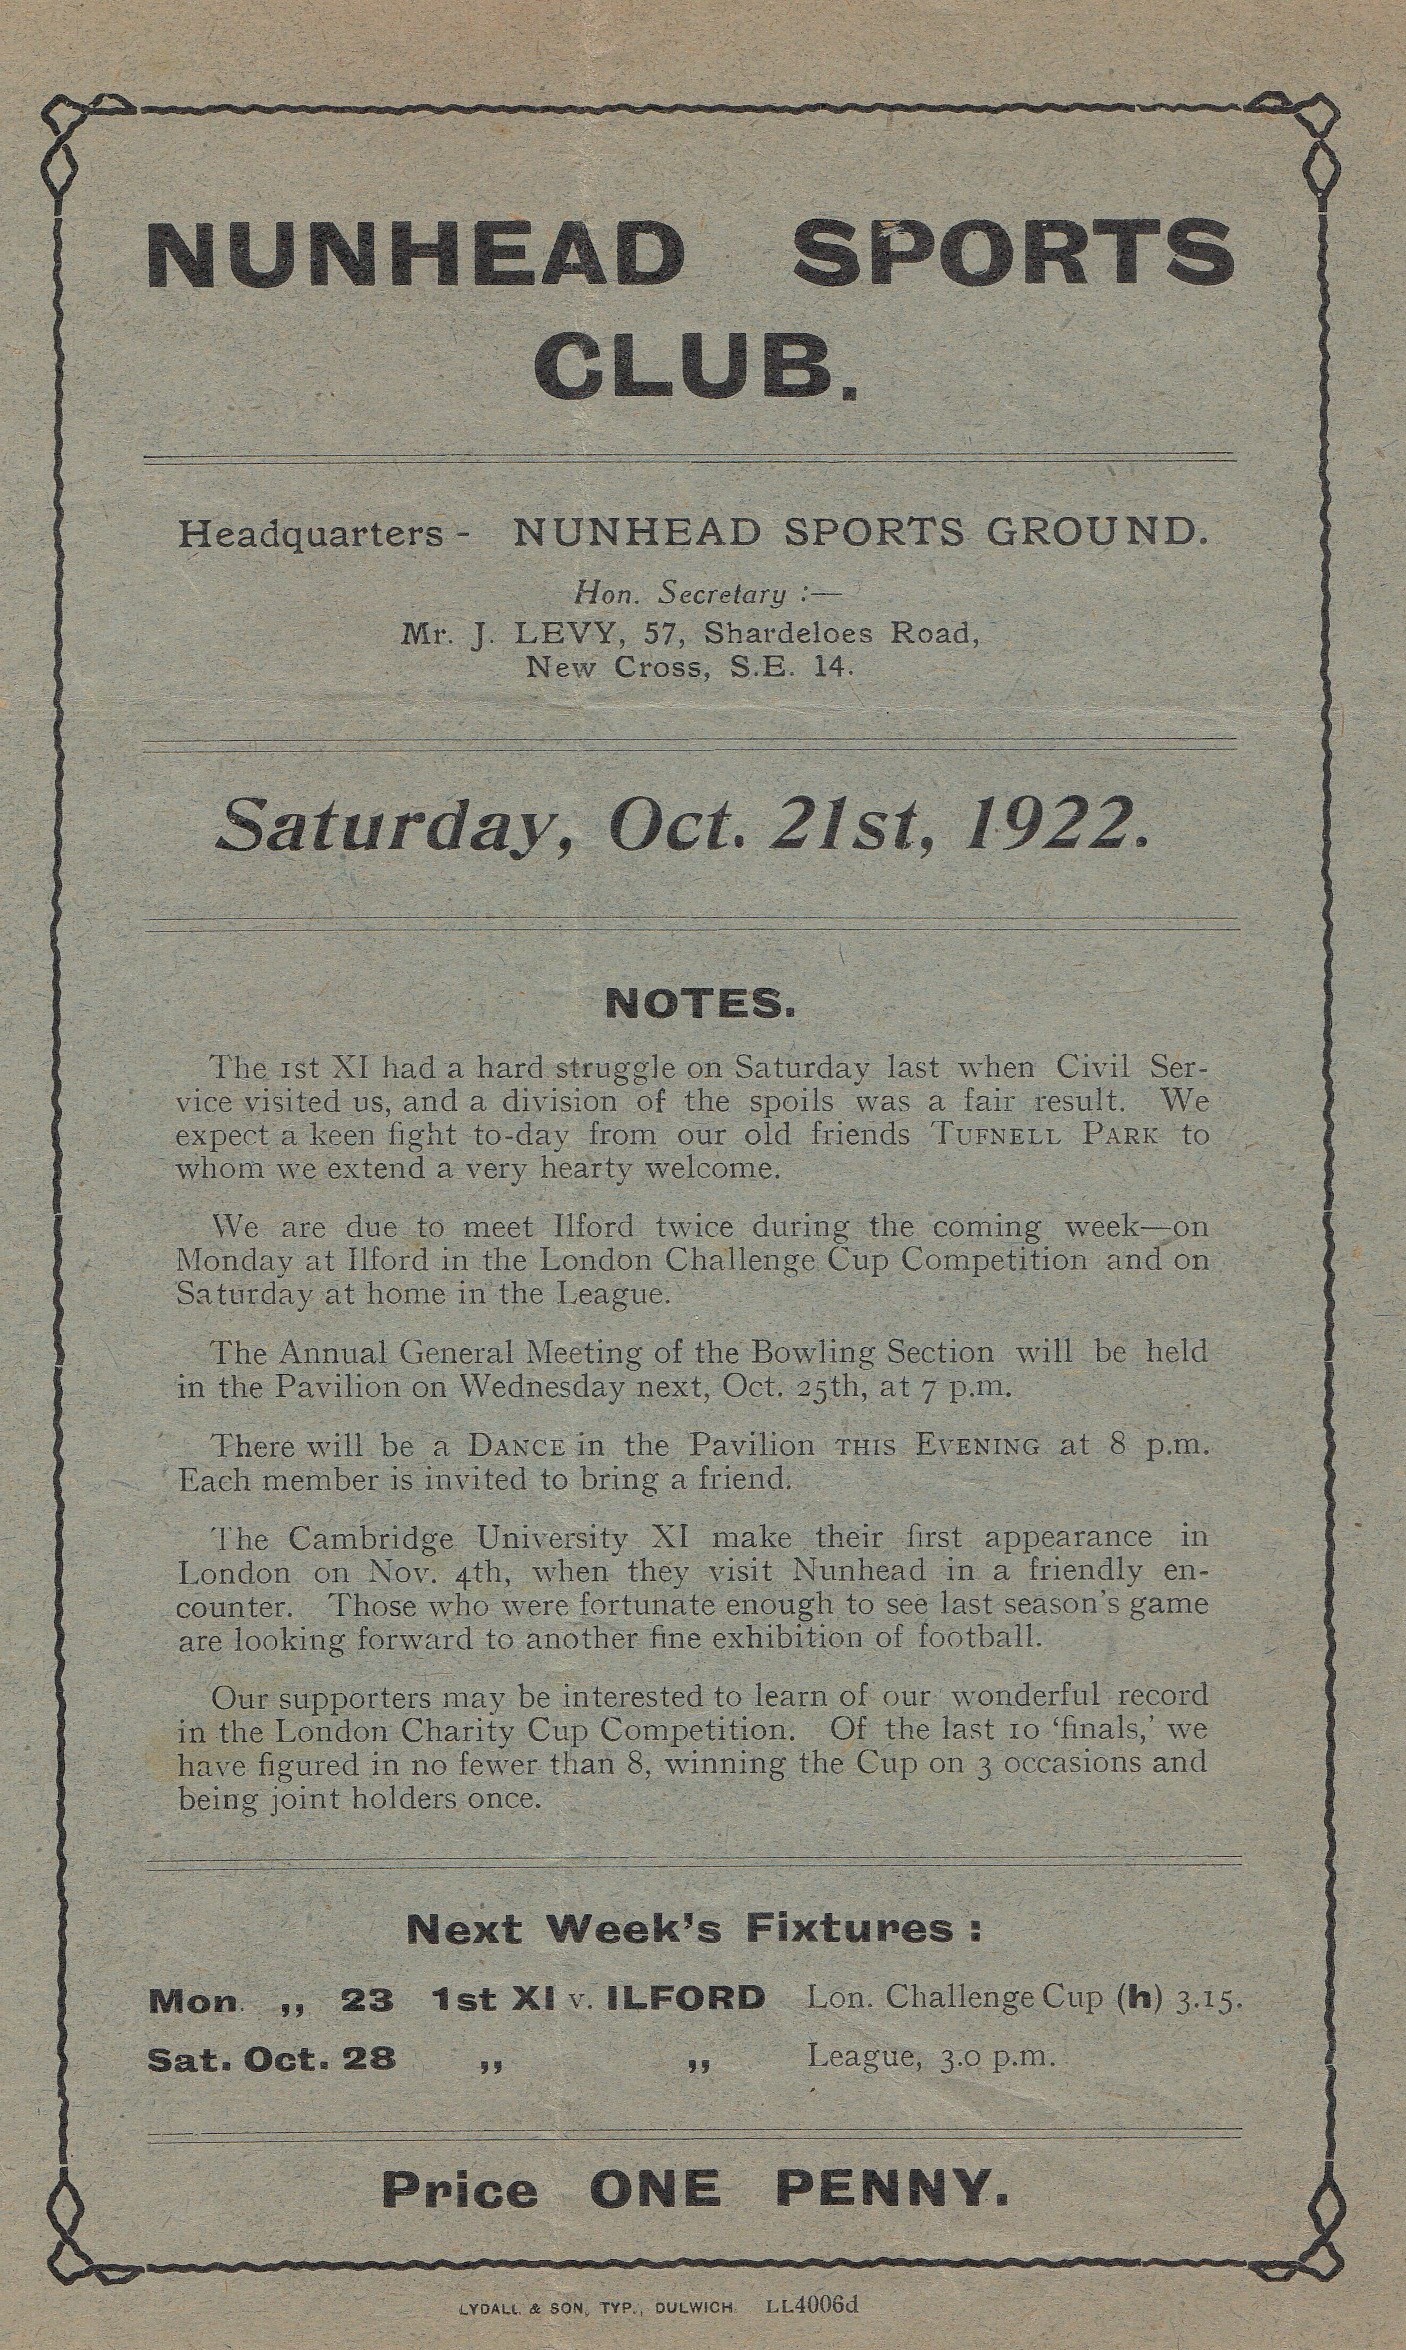 NUNHEAD SPORTS
CLUB.
Headquarters - NUNHEAD SPORTS GROUND.
Hon. Secretary :—
Mr. J. LEVY, 57, Shardeloes Road,
New Cross, S.E. 14.
Saturday, Oct. 21st, 1922.
NOTES.
The 1st XI had a hard struggle on Saturday last when Civil Ser-
vice visited us, and a division of the spoils was a fair result. We
expect a keen fight to-day from our old friends TUFNELL PARK to
whom we extend a very hearty welcome.
We are due to meet Ilford twice during the coming week—on
Monday at Ilford in the London Challenge Cup Competition and on
Saturday at home in the League.
The Annual General Meeting of the Bowling Section will be held
in the Pavilion on Wednesday next, Oct. 25th, at 7 p.m.
There will be a DANCE in the Pavilion THIS EVENING at 8 p.m.
Each member is invited to bring a friend.
The Cambridge University XI make their first appearance in
London on Nov. 4th, when they visit Nunhead in a friendly en-
counter. Those who were fortunate enough to see last season's game
are looking forward to another fine exhibition of football.
Our supporters may be interested to learn of our wonderful record
in the London Charity Cup Competition. Of the last 10 'finals,' we
have figured in no fewer than 8, winning the Cup on 3 occasions and
being joint holders once.
Next Week's Fixtures :
Mon. ,, 23 1st XI v. ILFORD Lon. Challenge Cup (h) 3.15.
Sat. Oct. 28 ,, ,, League, 3.0 p.m.
Price ONE PENNY.
LYDALL & SON, TYP., DULWICH. LL4006d